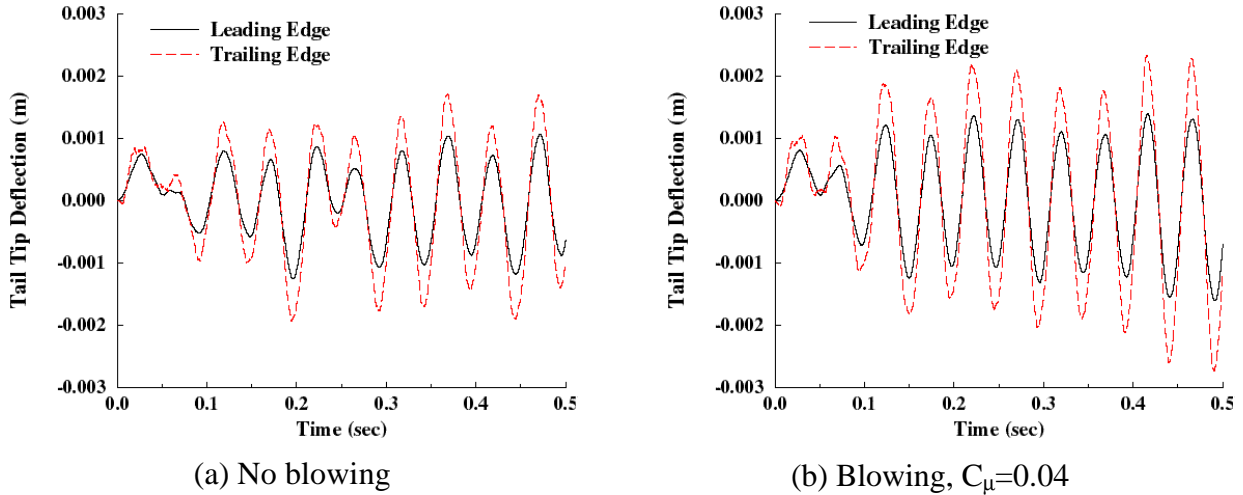 Leading Edge
Trailing Edge
Tail Tip Deflection (m)
0.003
0.002
0.001
0.000
-0.001
-0.002
-0.003
0.0 0.1 0.2 0.3 0.4 0.5
Time (sec)
(a) No blowing
Leading Edge
Trailing Edge
Tail Tip Deflection (m)
0.003
0.002
0.001
0.000
-0.001
-0.002
-0.003
0.0 0.1 0.2 0.3 0.4 0.5
Time (sec)
(b) Blowing, Cμ=0.04